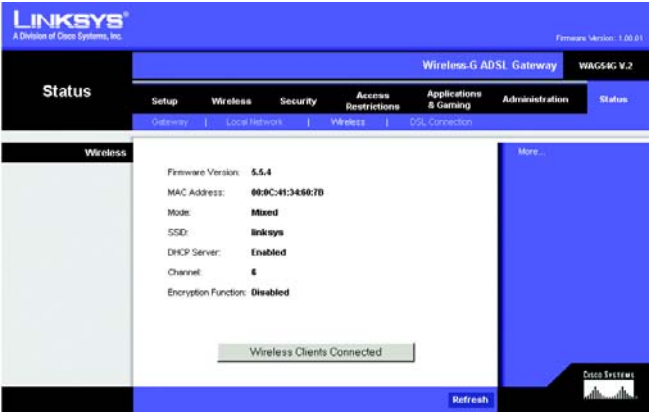 LINKSYS®
A Division of Cisco Systems, Inc.
Firmware Version: 1.00.01
Wireless-G ADSL Gateway WAG54G V.2
Status
Setup Wireless Security Access Restrictions Applications & Gaming Administration Status
Gateway | Local Network | Wireless | DSL Connection
Wireless
More...
Firmware Version: 5.5.4
MAC Address: 00:0C:41:34:60:7B
Mode: Mixed
SSID: linksys
DHCP Server: Enabled
Channel: 6
Encryption Function: Disabled
Wireless Clients Connected
Refresh
CISCO SYSTEMS